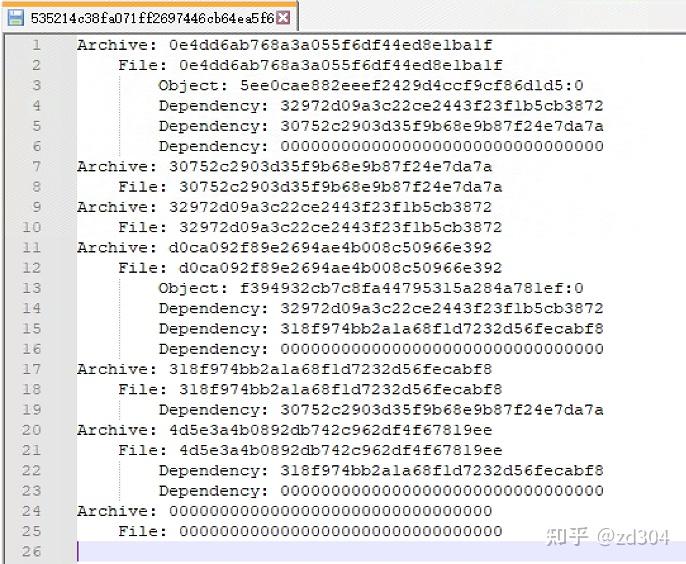 535214c38fa071ff2697446cb64ea5f6
1 Archive: 0e4dd6ab768a3a055f6df44ed8e1ba1f
2 File: 0e4dd6ab768a3a055f6df44ed8e1ba1f
3 Object: 5ee0cae882eeef2429d4ccf9cf86d1d5:0
4 Dependency: 32972d09a3c22ce2443f23f1b5cb3872
5 Dependency: 30752c2903d35f9b68e9b87f24e7da7a
6 Dependency: 00000000000000000000000000000000
7 Archive: 30752c2903d35f9b68e9b87f24e7da7a
8 File: 30752c2903d35f9b68e9b87f24e7da7a
9 Archive: 32972d09a3c22ce2443f23f1b5cb3872
10 File: 32972d09a3c22ce2443f23f1b5cb3872
11 Archive: d0ca092f89e2694ae4b008c50966e392
12 File: d0ca092f89e2694ae4b008c50966e392
13 Object: f394932cb7c8fa44795315a284a781ef:0
14 Dependency: 32972d09a3c22ce2443f23f1b5cb3872
15 Dependency: 318f974bb2a1a68f1d7232d56fecabf8
16 Dependency: 00000000000000000000000000000000
17 Archive: 318f974bb2a1a68f1d7232d56fecabf8
18 File: 318f974bb2a1a68f1d7232d56fecabf8
19 Dependency: 30752c2903d35f9b68e9b87f24e7da7a
20 Archive: 4d5e3a4b0892db742c962df4f67819ee
21 File: 4d5e3a4b0892db742c962df4f67819ee
22 Dependency: 318f974bb2a1a68f1d7232d56fecabf8
23 Dependency: 00000000000000000000000000000000
24 Archive: 00000000000000000000000000000000
25 File: 00000000000000000000000000000000
26
知乎 @zd304